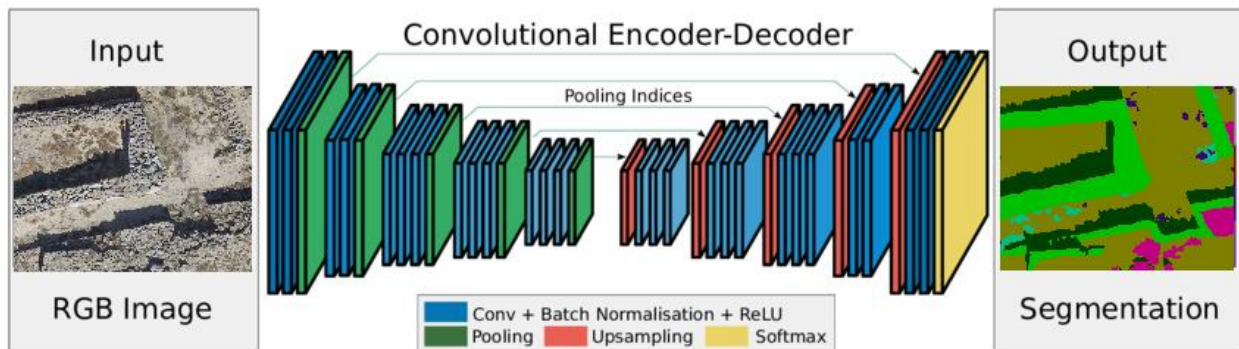 Input
RGB Image
Convolutional Encoder-Decoder
Pooling Indices
Conv + Batch Normalisation + ReLU
Pooling Upsampling Softmax
Output
Segmentation